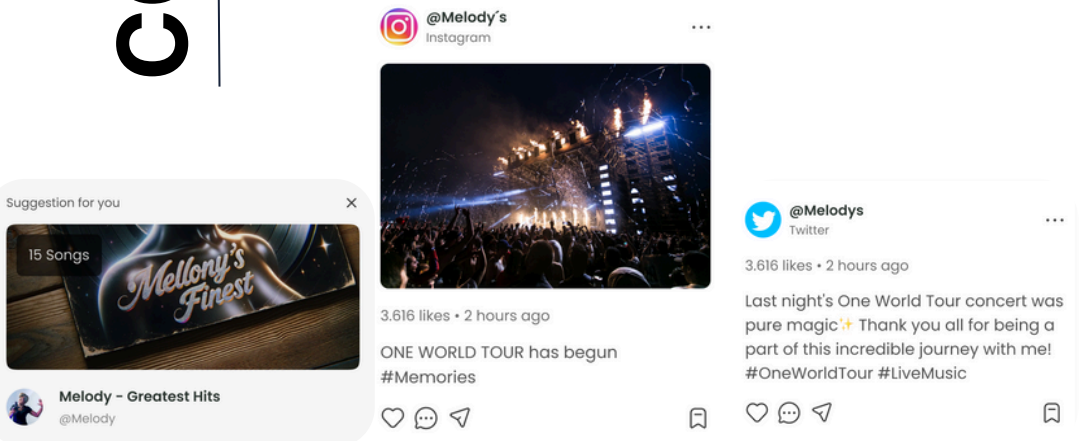 @Melody´s
Instagram
3.616 likes • 2 hours ago
ONE WORLD TOUR has begun
#Memories
Suggestion for you
15 Songs
Mellony's
Finest
Melody - Greatest Hits
@Melody
@Melodys
Twitter
3.616 likes • 2 hours ago
Last night's One World Tour concert was
pure magic✨ Thank you all for being a
part of this incredible journey with me!
#OneWorldTour #LiveMusic